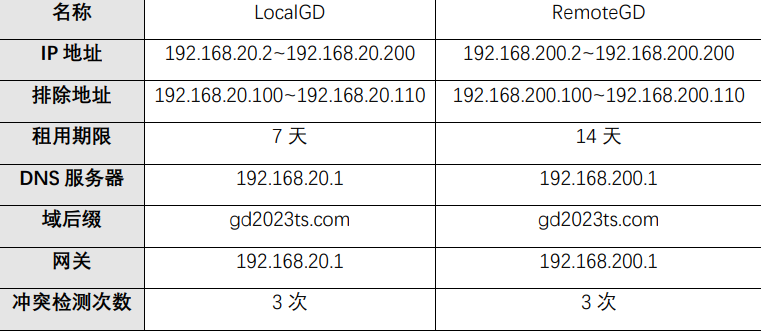 名称 LocalGD RemoteGD
IP 地址 192.168.20.2~192.168.20.200 192.168.200.2~192.168.200.200
排除地址 192.168.20.100~192.168.20.110 192.168.200.100~192.168.200.110
租用期限 7 天 14 天
DNS 服务器 192.168.20.1 192.168.200.1
域后缀 gd2023ts.com gd2023ts.com
网关 192.168.20.1 192.168.200.1
冲突检测次数 3 次 3 次